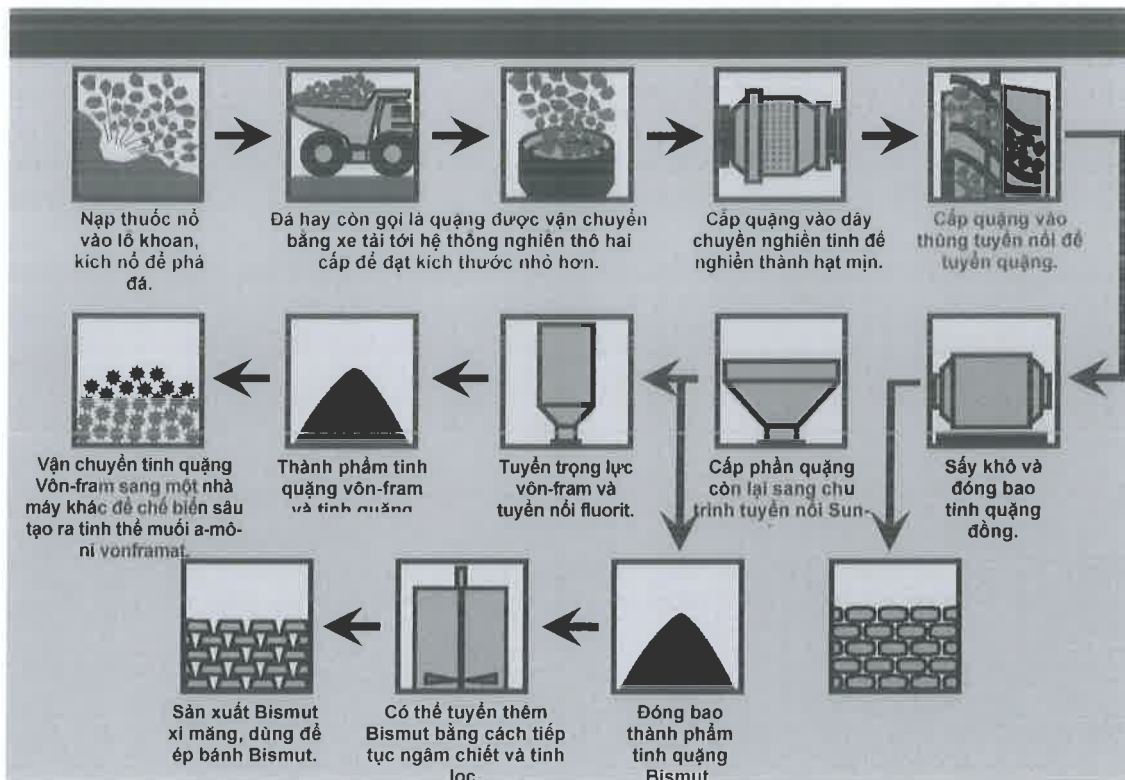 Nạp thuốc nổ
vào lỗ khoan,
kích nổ để phá
đá.
Đá hay còn gọi là quặng được vận chuyển
bằng xe tải tới hệ thống nghiền thô hai
cấp để đạt kích thước nhỏ hơn.
Cấp quặng vào dây
chuyền nghiền tinh để
nghiền thành hạt mịn.
Cấp quặng vào
thùng tuyển nổi để
tuyển quặng.
Vận chuyển tinh quặng
Vôn-fram sang một nhà
máy khác để chế biến sâu
tạo ra tinh thể muối a-mô-
ni vonframat.
Thành phẩm tinh
quặng vôn-fram
và tinh quặng
Tuyển trọng lực
vôn-fram và
tuyển nổi fluorit.
Cấp phần quặng
còn lại sang chu
trình tuyển nổi Sun-
Sấy khô và
đóng bao
tinh quặng
đồng.
Sản xuất Bismut
xi măng, dùng để
ép bánh Bismut.
Có thể tuyển thêm
Bismut bằng cách tiếp
tục ngâm chiết và tinh
lọc
Đóng bao
thành phẩm
tinh quặng
Bismut